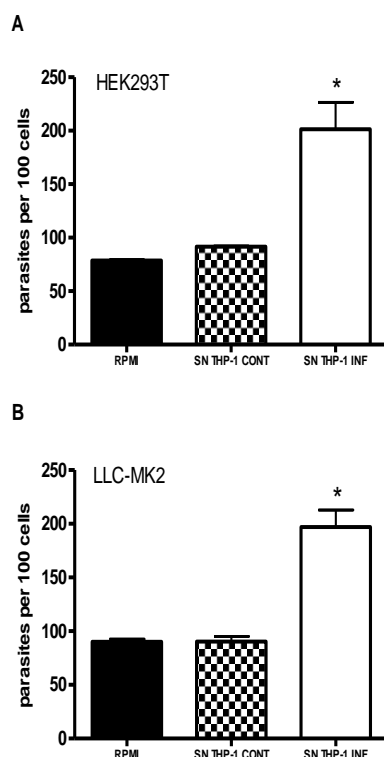 A
HEK293T
parasites per 100 cells
250
200
150
100
50
0
*
RPMI SN THP-1 CONT SN THP-1 INF
B
LLC-MK2
parasites per 100 cells
250
200
150
100
50
0
*
RPMI SN THP-1 CONT SN THP-1 INF